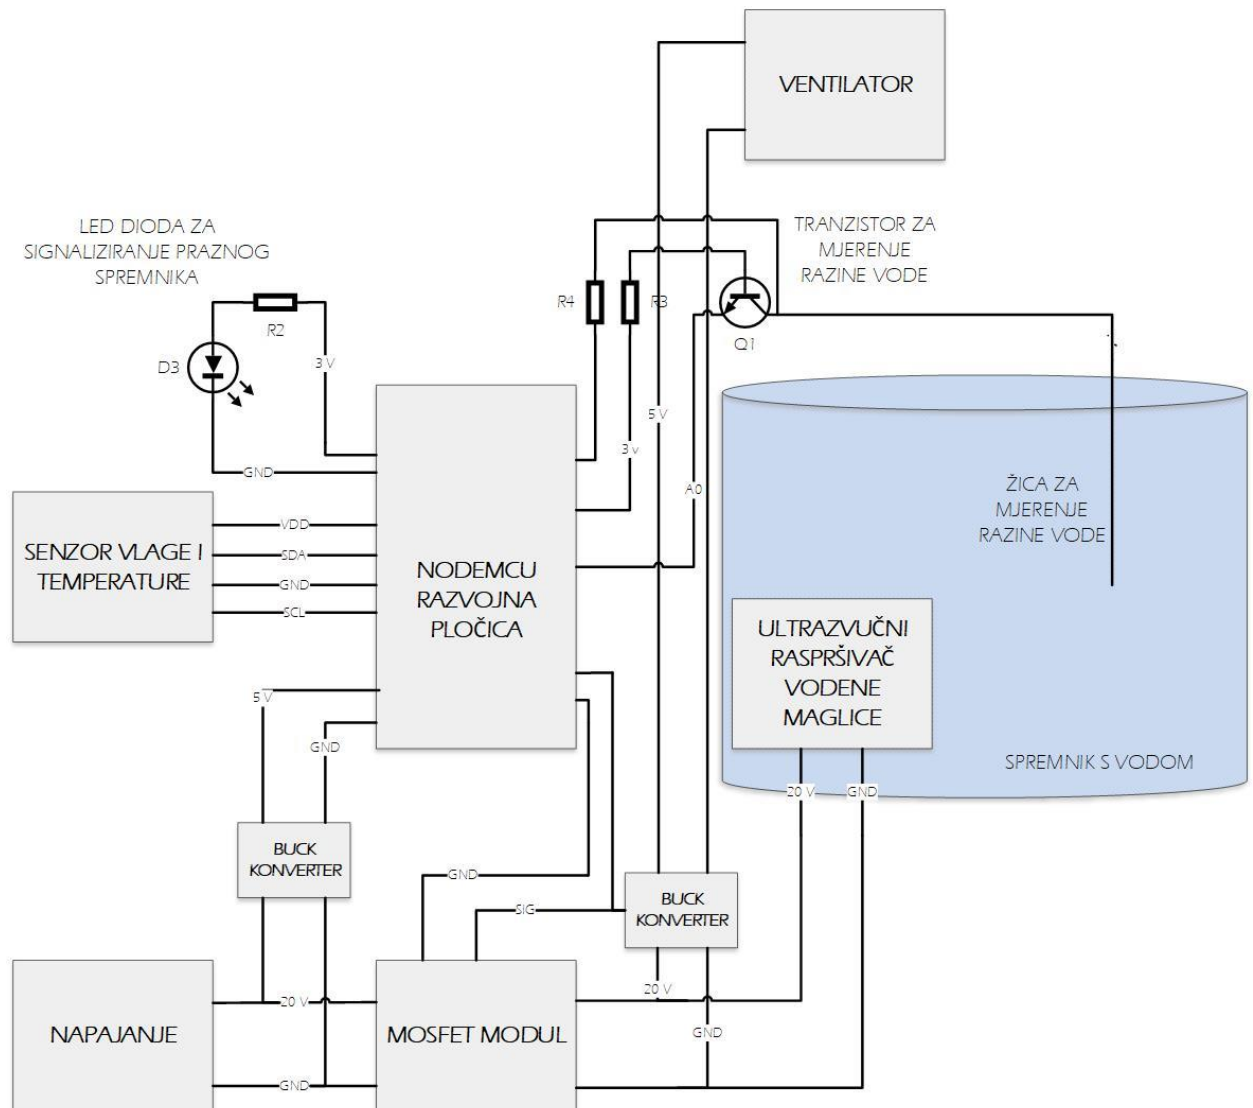 VENTILATOR
LED DIODA ZA
SIGNALIZIRANJE PRAZNOG
SPREMNIKA
TRANZISTOR ZA
MJERENJE
RAZINE VODE
R2
D3
3 V
R4
R3
Q1
5 V
3 v
A0
GND
SENZOR VLAGE I
TEMPERATURE
VDD
SDA
GND
SCL
NODEMCU
RAZVOJNA
PLOČICA
ŽICA ZA
MJERENJE
RAZINE VODE
ULTRAZVUČNI
RASPRŠIVAČ
VODENE
MAGLICE
SPREMNIK S VODOM
5 V
GND
20 V
GND
BUCK
KONVERTER
GND
SIG
BUCK
KONVERTER
NAPAJANJE
20 V
GND
MOSFET MODUL
20 V
GND